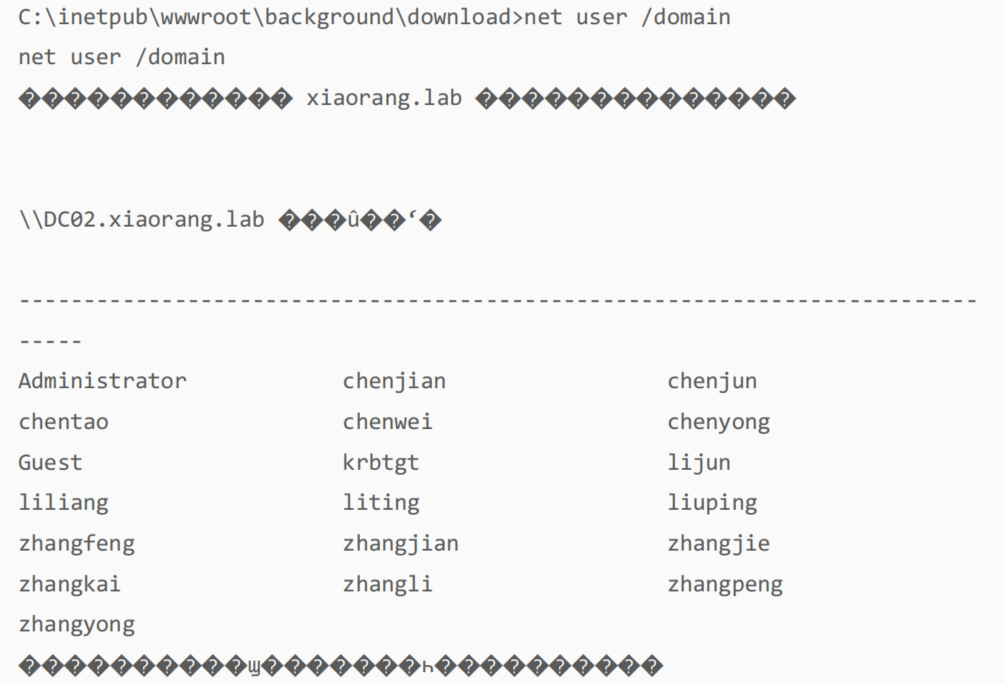 C:\inetpub\wwwroot\background\download>net user /domain
net user /domain
������������ xiaorang.lab ��������������
\\DC02.xiaorang.lab ���û��ʻ�
---------------------------------------------------------------------------
-----
Administrator chenjian chenjun
chentao chenwei chenyong
Guest krbtgt lijun
liliang liting liuping
zhangfeng zhangjian zhangjie
zhangkai zhangli zhangpeng
zhangyong
����������ɰ�������һ����������